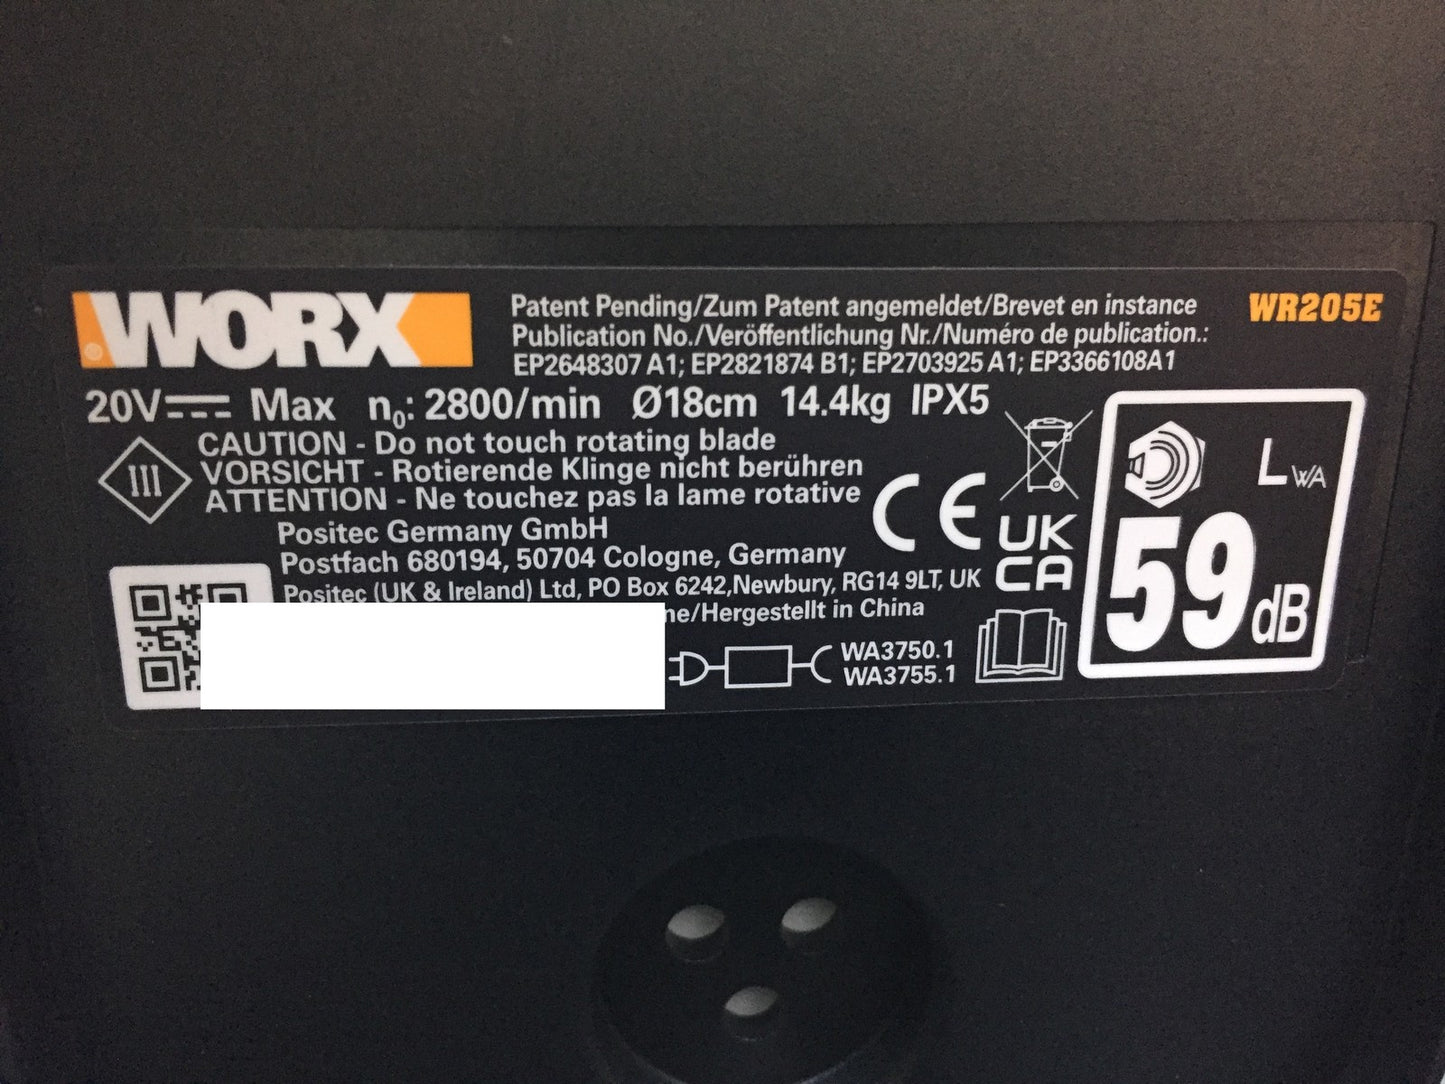 WORX
®
Patent Pending/Zum Patent angemeldet/Brevet en instance
Publication No./Veröffentlichung Nr./Numéro de publication.:
EP2648307 A1; EP2821874 B1; EP2703925 A1; EP3366108A1
WR205E
20V Max n₀: 2800/min Ø18cm 14.4kg IPX5
III
CAUTION - Do not touch rotating blade
VORSICHT - Rotierende Klinge nicht berühren
ATTENTION - Ne touchez pas la lame rotative
Positec Germany GmbH
Postfach 680194, 50704 Cologne, Germany
Positec (UK & Ireland) Ltd, PO Box 6242,Newbury, RG14 9LT, UK
/Hergestellt in China
WA3750.1
WA3755.1
CE
UK
CA
LWA
59dB